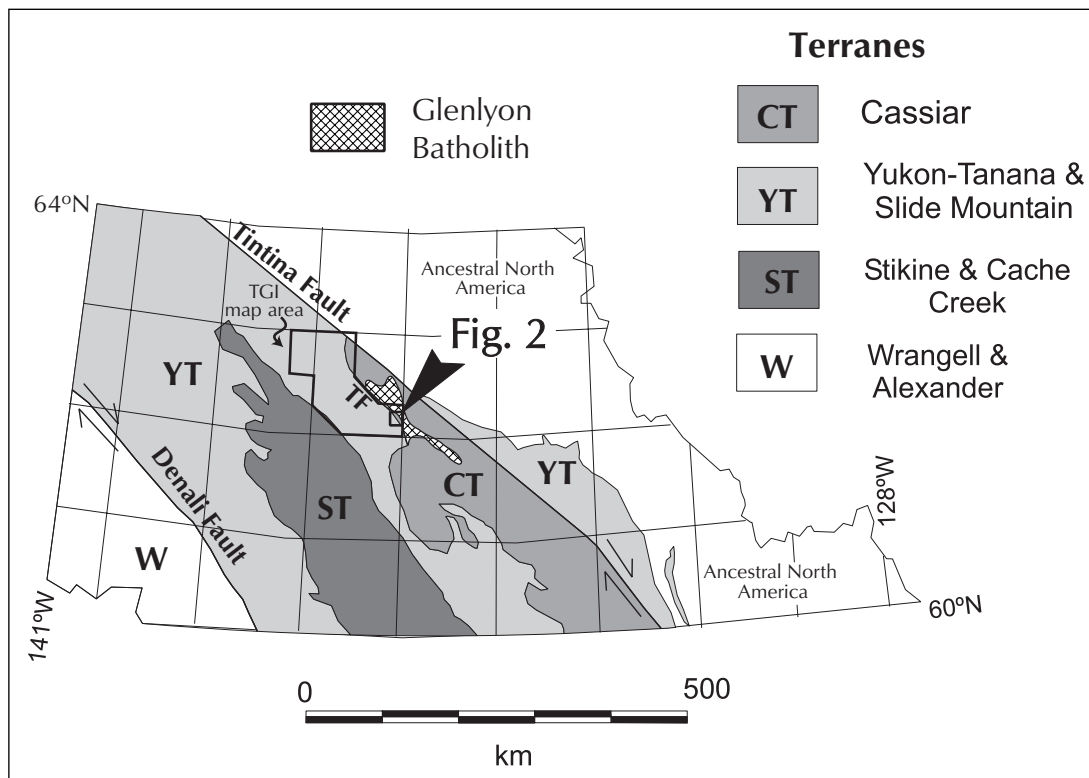 Terranes
Glenlyon
Batholith
CT
Cassiar
YT
Yukon-Tanana &
Slide Mountain
ST
Stikine & Cache
Creek
W
Wrangell &
Alexander
64ºN
Tintina Fault
Ancestral North
America
TGI
map area
Fig. 2
YT
TF
YT
CT
ST
Denali Fault
W
128ºW
Ancestral North
America
60ºN
141ºW
0
500
km